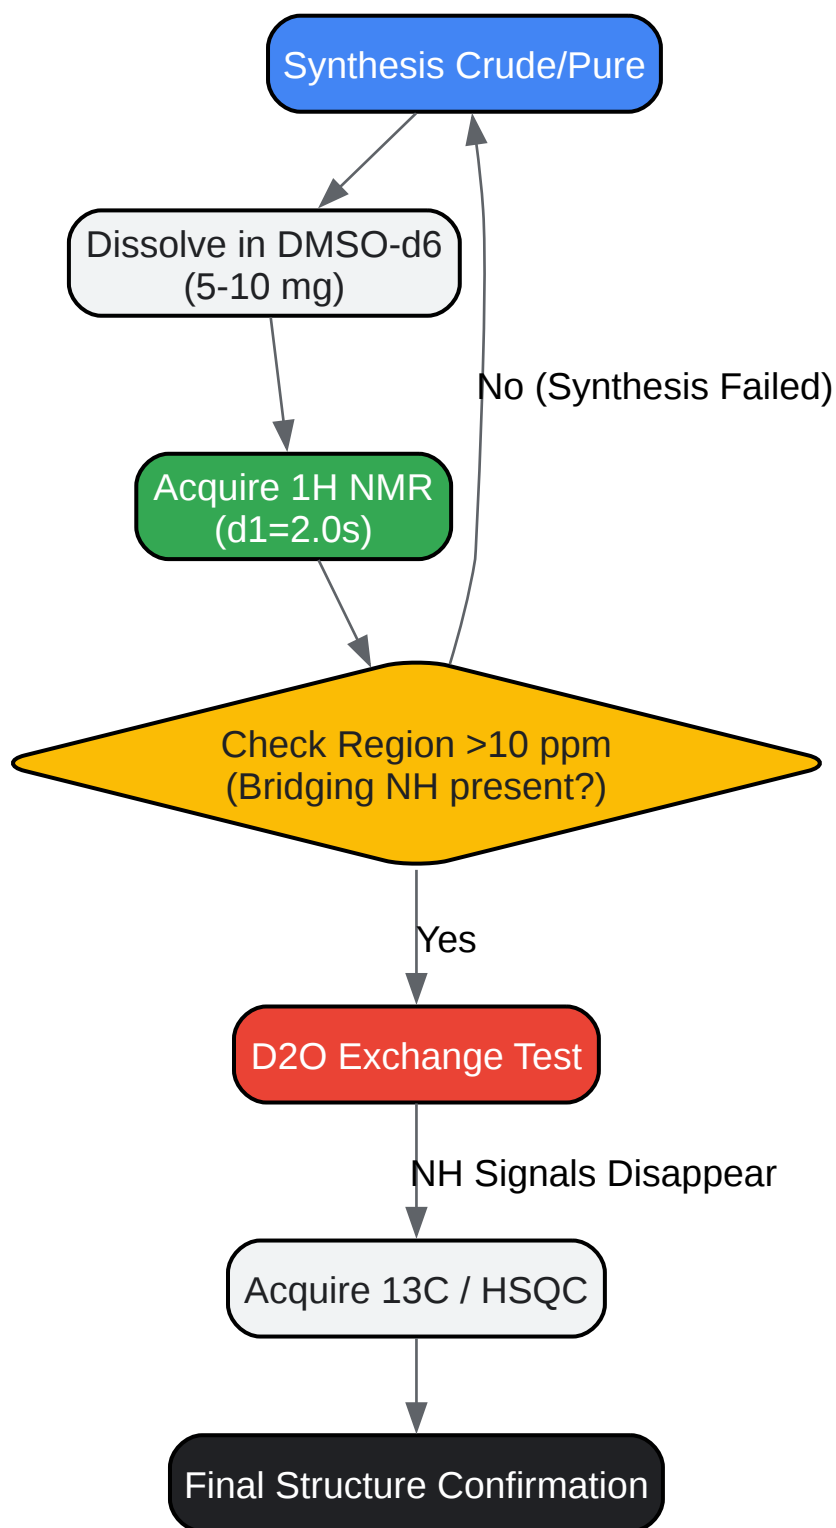 Synthesis Crude/Pure
Dissolve in DMSO-d6
(5-10 mg)
No (Synthesis Failed)
Acquire 1H NMR
(d1=2.0s)
Check Region >10 ppm
(Bridging NH present?)
Yes
D2O Exchange Test
NH Signals Disappear
Acquire 13C / HSQC
Final Structure Confirmation